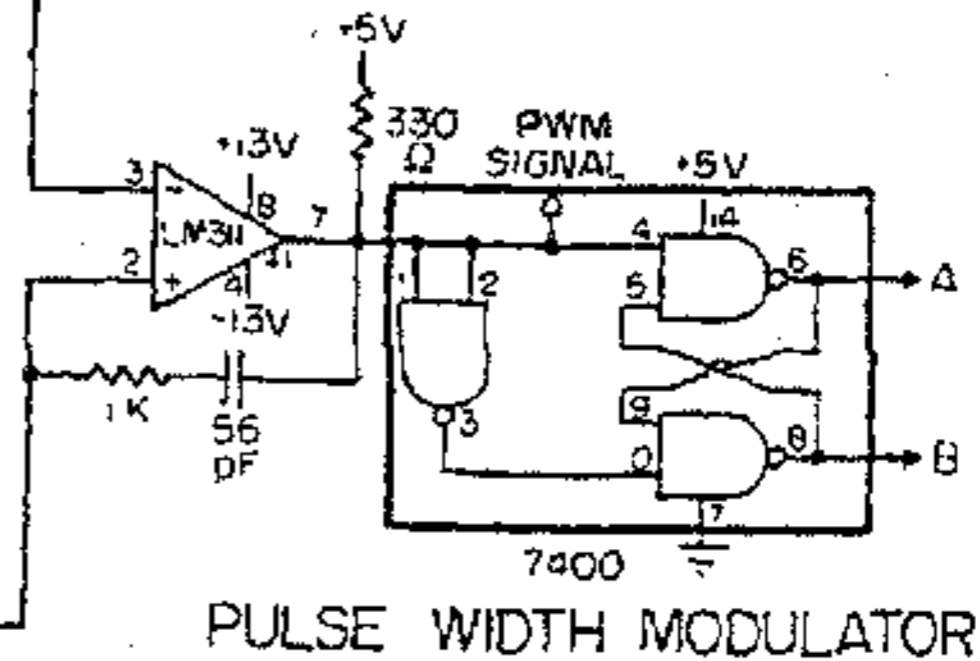 +5V
330
Ω
PWM
SIGNAL
+5V
+13V
3
-
8
7
LM311
2
+
4
-13V
1
2
4
14
5
6
A
1K
56
PF
3
9
8
B
7
7400
PULSE WIDTH MODULATOR